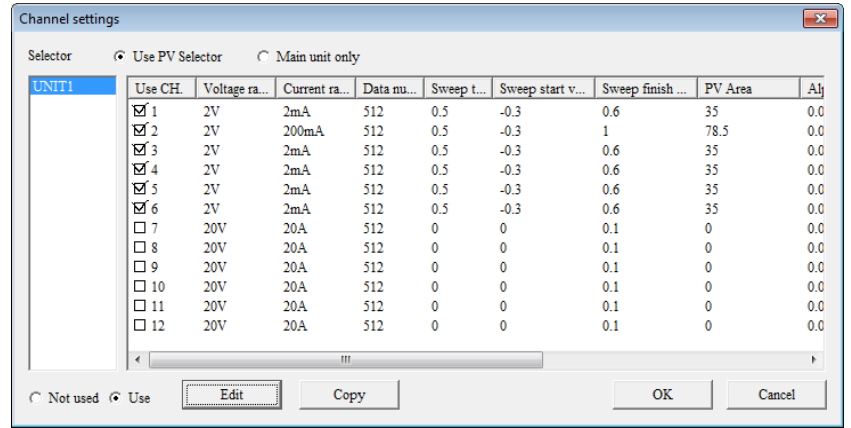 Channel settings
Selector Use PV Selector Main unit only
UNIT1 Use CH. Voltage ra... Current ra... Data nu... Sweep t... Sweep start v... Sweep finish ... PV Area Al
1 2V 2mA 512 0.5 -0.3 0.6 35 0.0
2 2V 200mA 512 0.5 -0.3 1 78.5 0.0
3 2V 2mA 512 0.5 -0.3 0.6 35 0.0
4 2V 2mA 512 0.5 -0.3 0.6 35 0.0
5 2V 2mA 512 0.5 -0.3 0.6 35 0.0
6 2V 2mA 512 0.5 -0.3 0.6 35 0.0
7 20V 20A 512 0 0 0.1 0 0.0
8 20V 20A 512 0 0 0.1 0 0.0
9 20V 20A 512 0 0 0.1 0 0.0
10 20V 20A 512 0 0 0.1 0 0.0
11 20V 20A 512 0 0 0.1 0 0.0
12 20V 20A 512 0 0 0.1 0 0.0
Not used Use Edit Copy OK Cancel